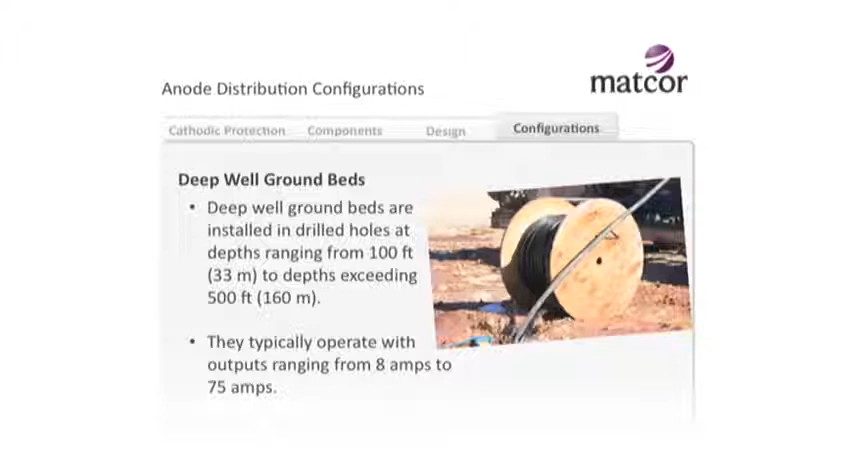 matcor
Anode Distribution Configurations
Cathodic Protection
Components
Design
Configurations
Deep Well Ground Beds
• Deep well ground beds are
installed in drilled holes at
depths ranging from 100 ft
(33 m) to depths exceeding
500 ft (160 m).
• They typically operate with
outputs ranging from 8 amps to
75 amps.